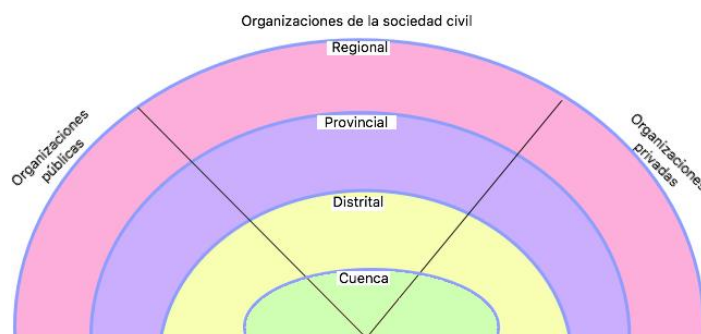 Organizaciones de la sociedad civil
Regional
Organizaciones
públicas
Provincial
Organizaciones
privadas
Distrital
Cuenca